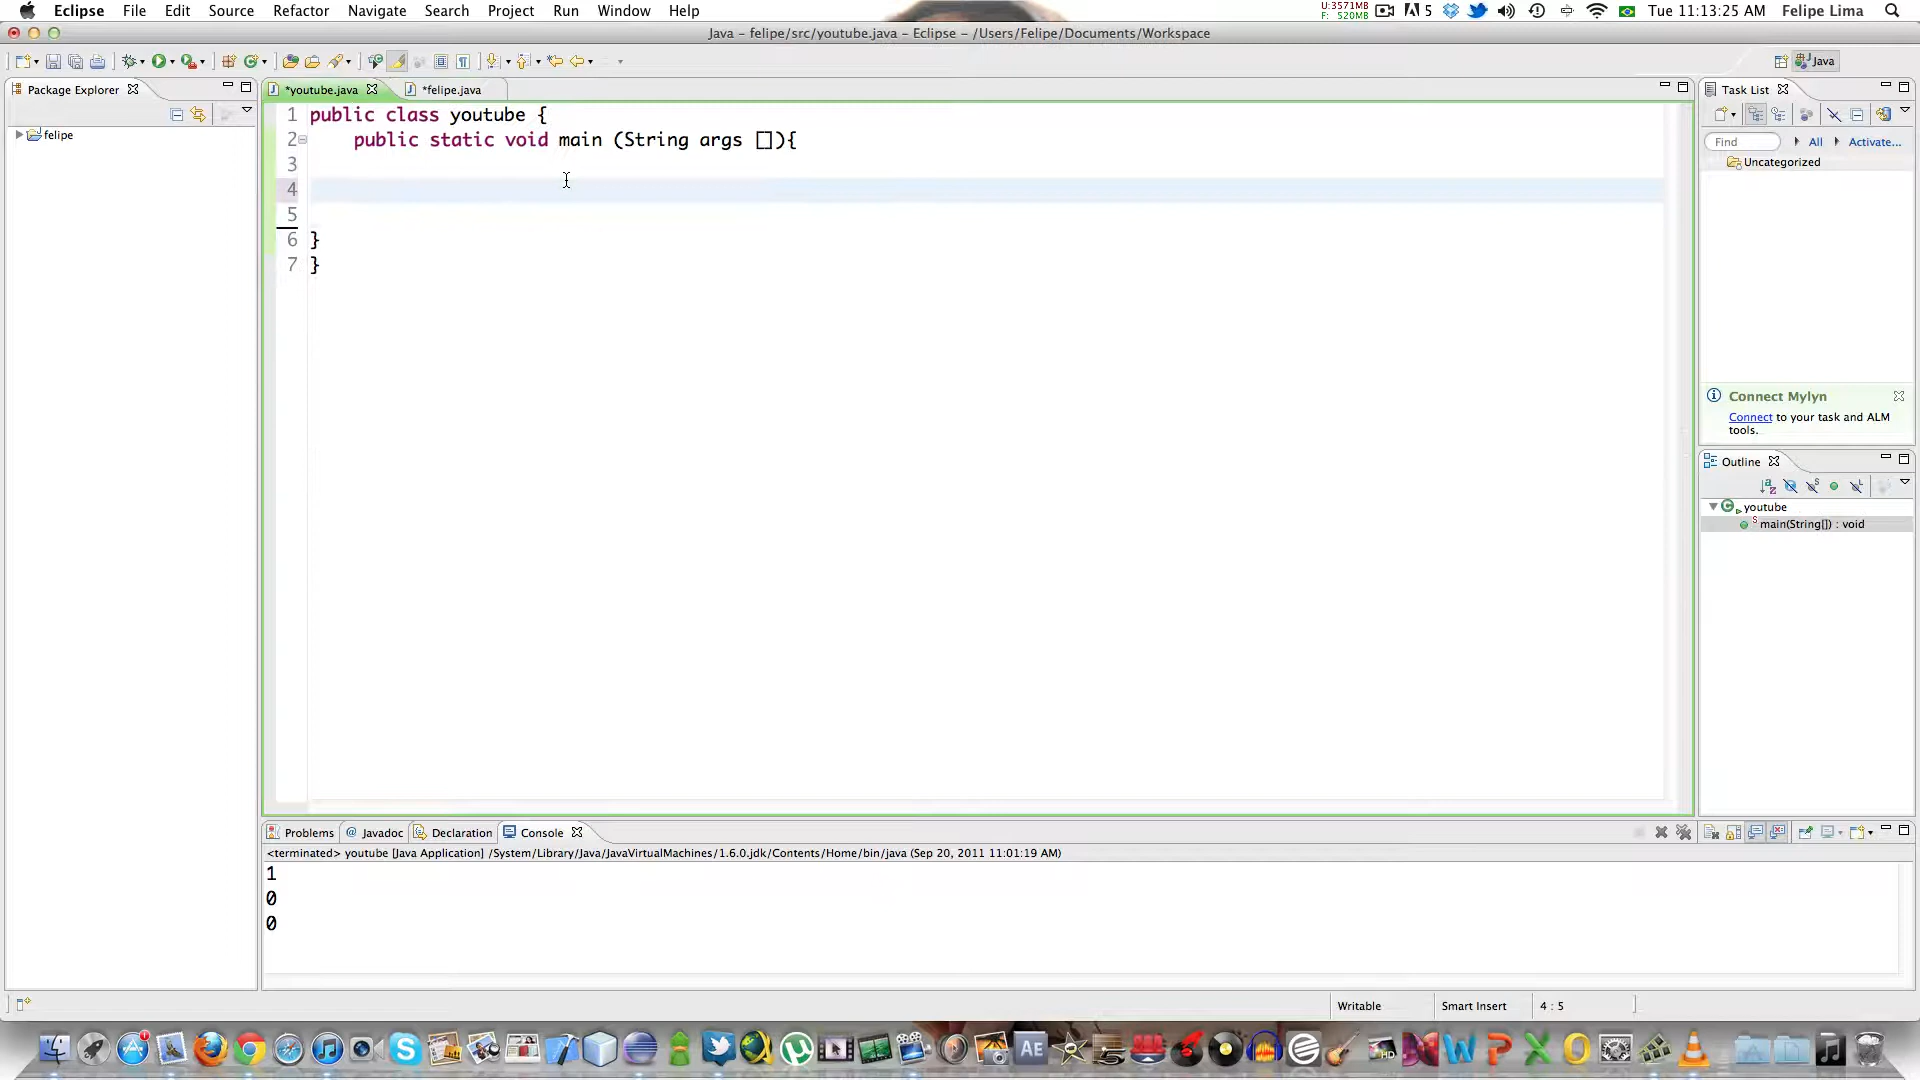 Eclipse File Edit Source Refactor Navigate Search Project Run Window Help U:3571MB F: 520MB 5 Tue 11:13:25 AM Felipe Lima
Java – felipe/src/youtube.java – Eclipse – /Users/Felipe/Documents/Workspace
Java
Package Explorer
felipe
*youtube.java *felipe.java
1 public class youtube {
2 public static void main (String args []){
3
4
5
6 }
7 }
Task List
Find All Activate...
Uncategorized
Connect Mylyn
Connect to your task and ALM
tools.
Outline
youtube
main(String[]) : void
Problems @ Javadoc Declaration Console
<terminated> youtube [Java Application] /System/Library/Java/JavaVirtualMachines/1.6.0.jdk/Contents/Home/bin/java (Sep 20, 2011 11:01:19 AM)
1
0
0
Writable Smart Insert 4 : 5
AE HD W P X O